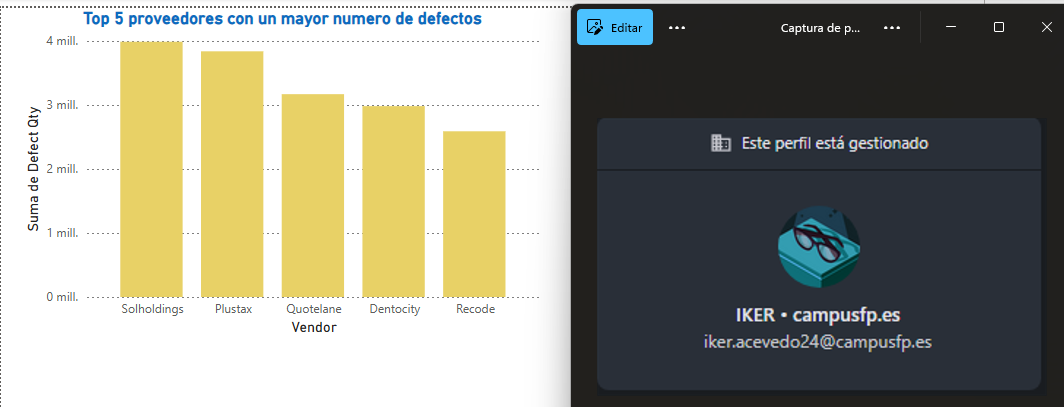 Top 5 proveedores con un mayor numero de defectos
4 mill.
3 mill.
2 mill.
1 mill.
0 mill.
Suma de Defect Qty
Solholdings Plustax Quotelane Dentocity Recode
Vendor
Editar
Captura de p...
Este perfil está gestionado
IKER • campusfp.es
iker.acevedo24@campusfp.es